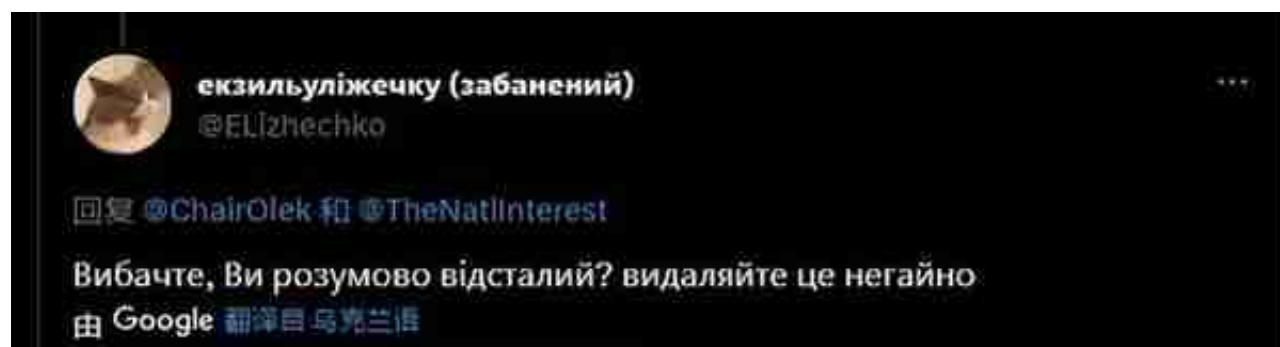 екзильуліжечку (забанений)
@ELizhechko
回复 @ChairOlek 和 @TheNatlInterest
Вибачте, Ви розумово відсталий? видаляйте це негайно
由 Google 翻译自乌克兰语